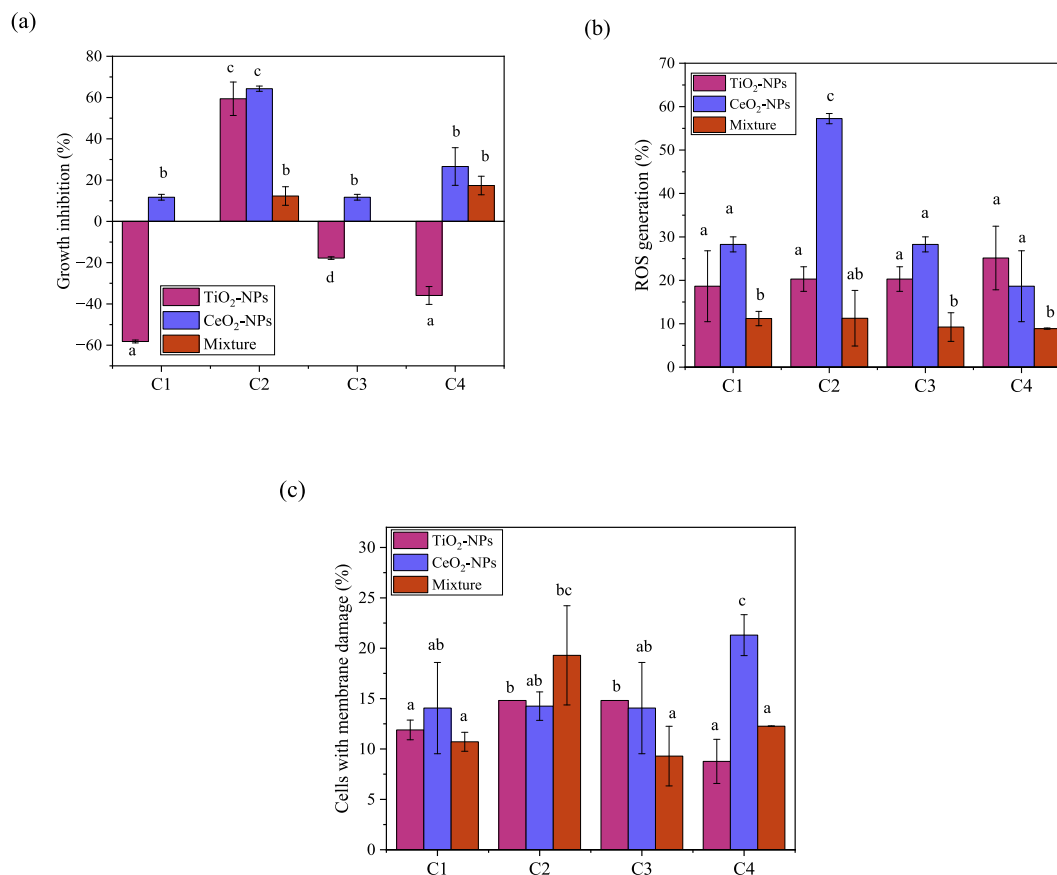 (a)
Growth inhibition (%)
80
60
40
20
0
−20
−40
−60
c c
b b b b b
a d a
TiO₂-NPs
CeO₂-NPs
Mixture
C1 C2 C3 C4
(b)
ROS generation (%)
70
60
50
40
30
20
10
0
TiO₂-NPs
CeO₂-NPs
Mixture
c
a a a a a a a
b ab b b
C1 C2 C3 C4
(c)
Cells with membrane damage (%)
30
25
20
15
10
5
0
TiO₂-NPs
CeO₂-NPs
Mixture
a ab a b ab bc b ab a a c a
C1 C2 C3 C4